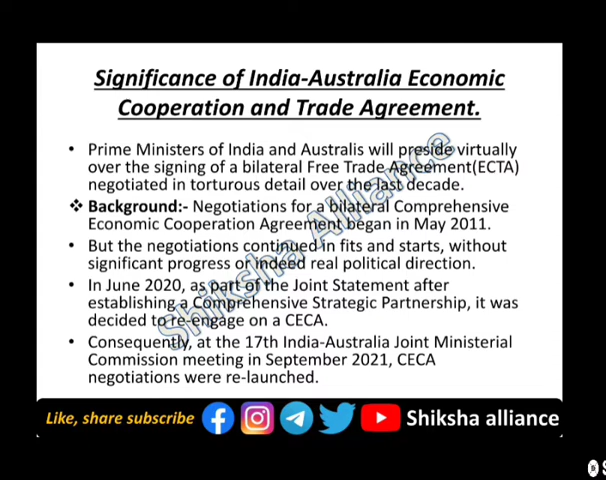 Significance of India-Australia Economic
Cooperation and Trade Agreement.
• Prime Ministers of India and Australis will preside virtually
over the signing of a bilateral Free Trade Agreement(ECTA)
negotiated in torturous detail over the last decade.
❖ Background:- Negotiations for a bilateral Comprehensive
Economic Cooperation Agreement began in May 2011.
• But the negotiations continued in fits and starts, without
significant progress or indeed real political direction.
• In June 2020, as part of the Joint Statement after
establishing a Comprehensive Strategic Partnership, it was
decided to re-engage on a CECA.
• Consequently, at the 17th India-Australia Joint Ministerial
Commission meeting in September 2021, CECA
negotiations were re-launched.
Shiksha Alliance
Like, share subscribe
Shiksha alliance